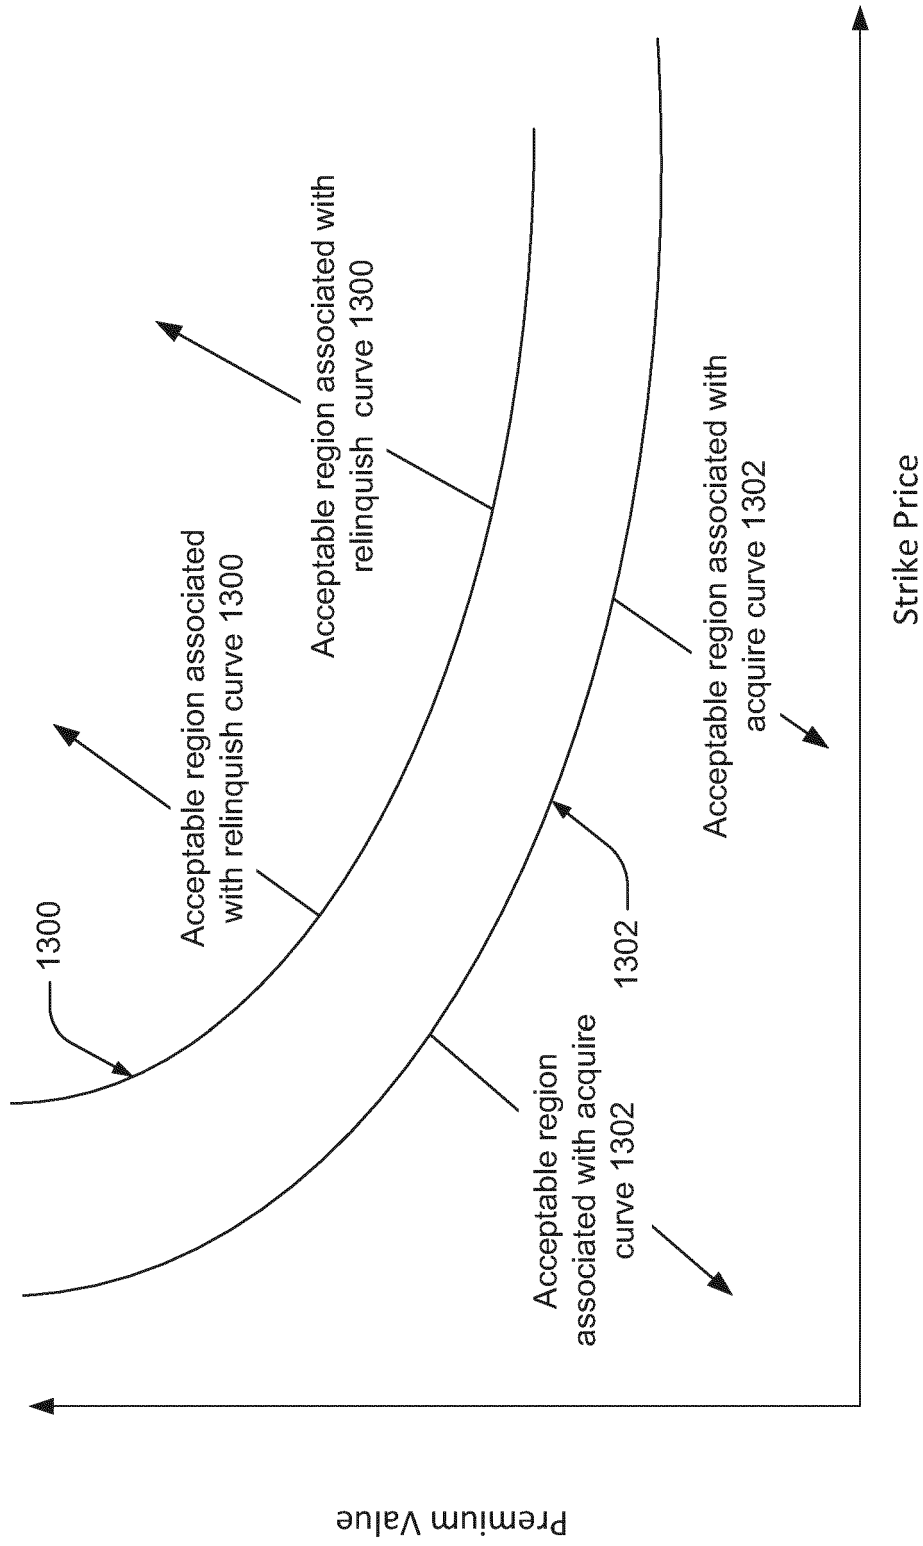 Premium Value
1300
Acceptable region associated
with relinquish curve 1300
Acceptable region associated with
relinquish curve 1300
Acceptable region
associated with acquire
curve 1302
1302
Acceptable region associated with
acquire curve 1302
Strike Price